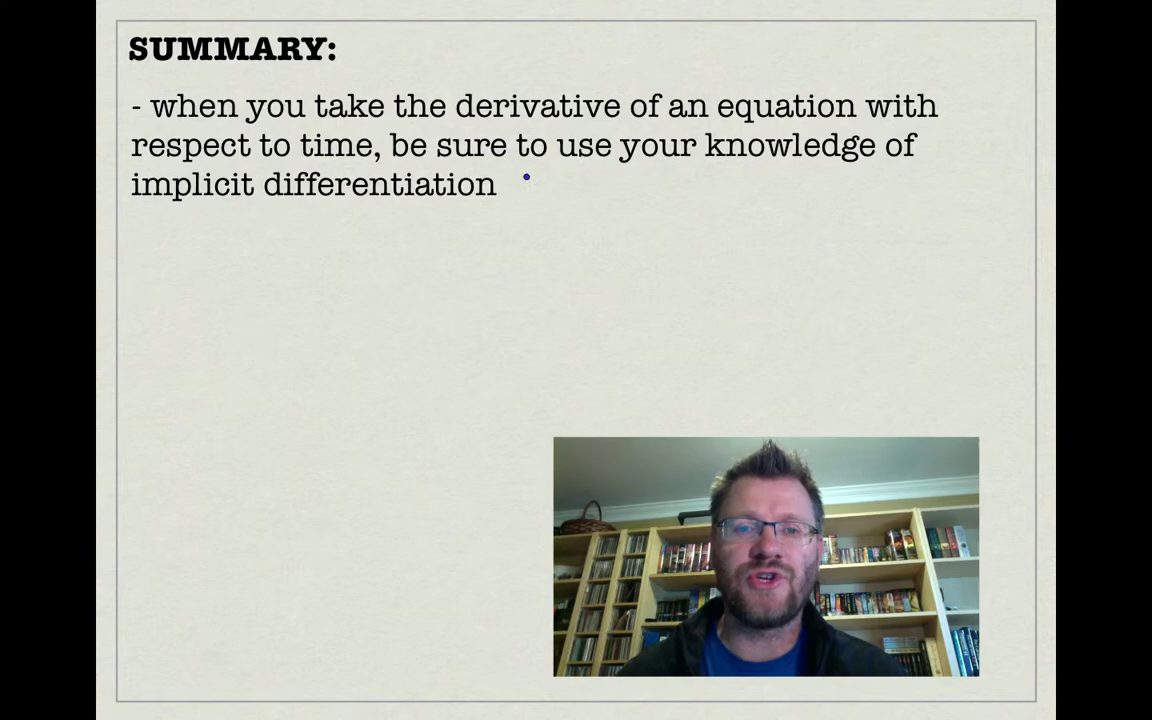 SUMMARY:
- when you take the derivative of an equation with
respect to time, be sure to use your knowledge of
implicit differentiation